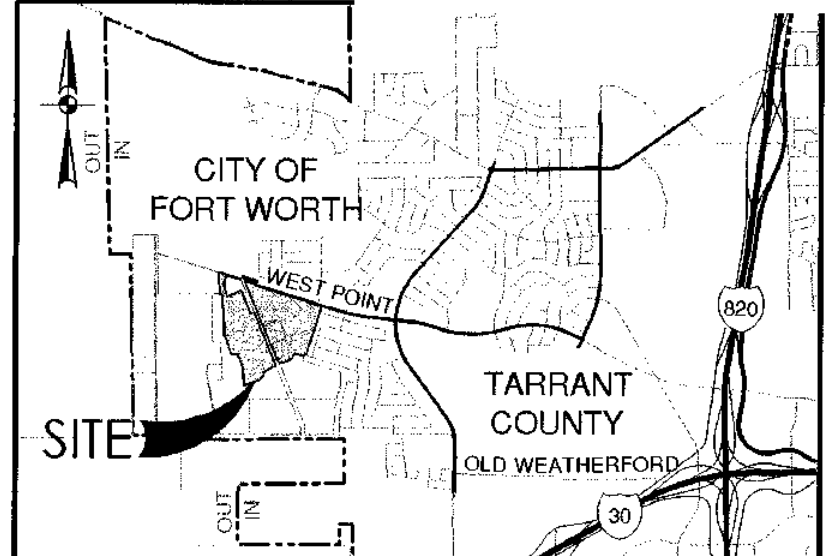 OUT
IN
CITY OF
FORT WORTH
WEST POINT
820
TARRANT
COUNTY
SITE
OLD WEATHERFORD
OUT
IN
30